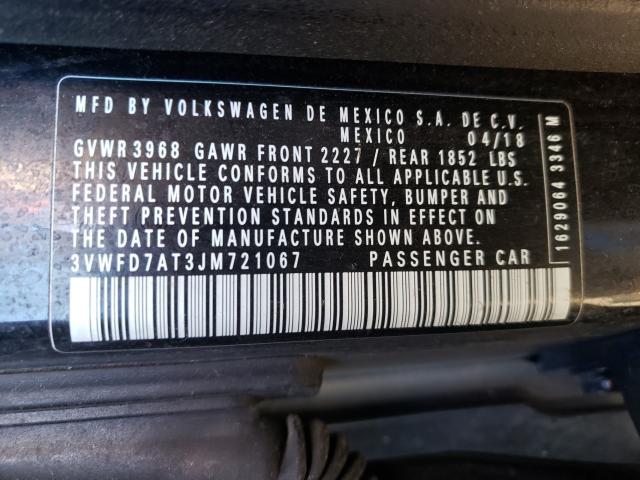 MFD BY VOLKSWAGEN DE MEXICO S.A. DE C.V.
MEXICO 04/18
GVWR 3968 GAWR FRONT 2227 / REAR 1852 LBS
THIS VEHICLE CONFORMS TO ALL APPLICABLE U.S.
FEDERAL MOTOR VEHICLE SAFETY, BUMPER AND
THEFT PREVENTION STANDARDS IN EFFECT ON
THE DATE OF MANUFACTURE SHOWN ABOVE.
3VWFD7AT3JM721067 PASSENGER CAR
1629064 3346 M